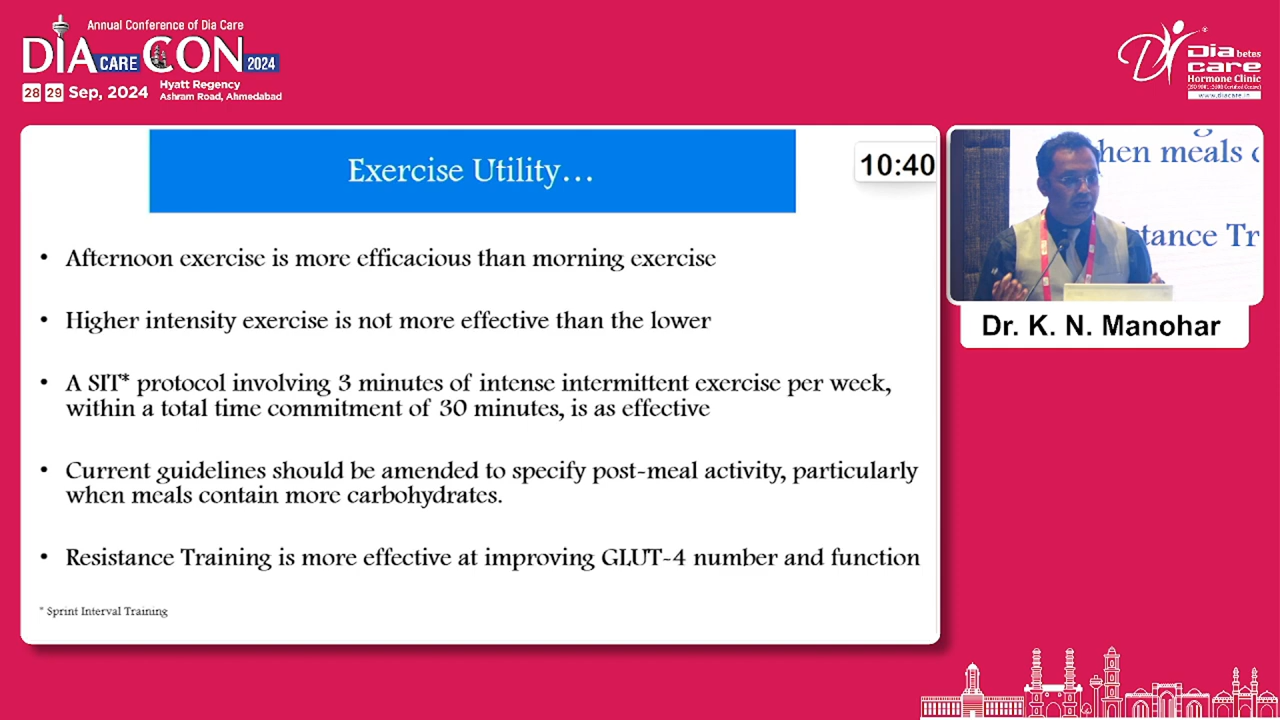 Annual Conference of Dia Care
DIA CARE CON 2024
28 29 Sep, 2024
Hyatt Regency
Ashram Road, Ahmedabad
Dia betes
care
Hormone Clinic
www.diacare.in
Exercise Utility...
10:40
• Afternoon exercise is more efficacious than morning exercise
• Higher intensity exercise is not more effective than the lower
• A SIT* protocol involving 3 minutes of intense intermittent exercise per week,
within a total time commitment of 30 minutes, is as effective
• Current guidelines should be amended to specify post-meal activity, particularly
when meals contain more carbohydrates.
• Resistance Training is more effective at improving GLUT-4 number and function
* Sprint Interval Training
hen meals c
stance Tr
Dr. K. N. Manohar